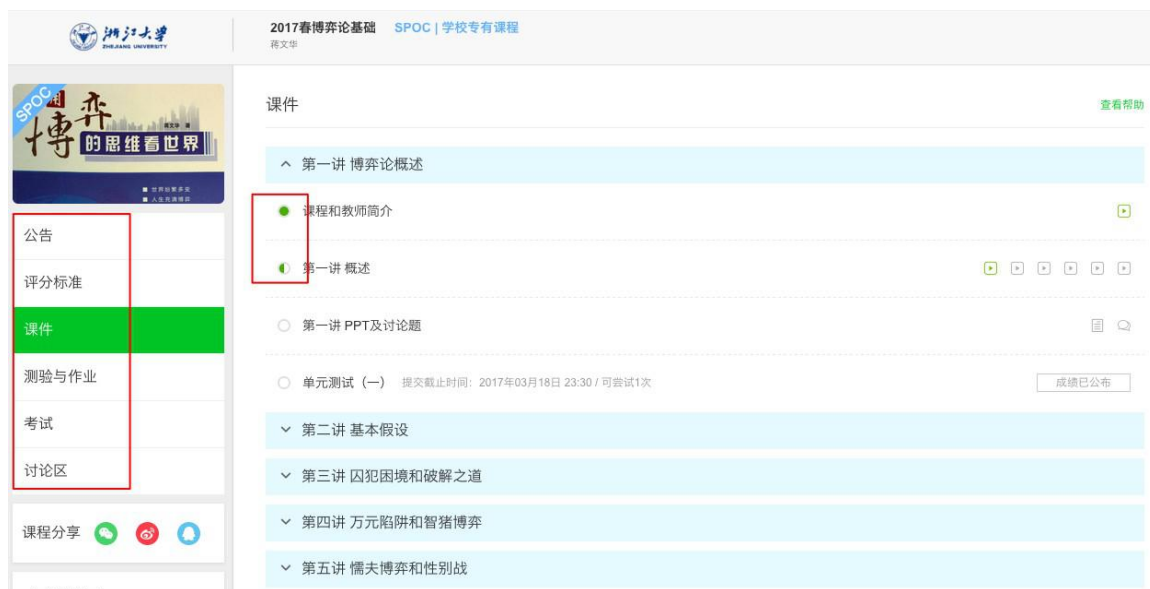 浙江大学
ZHEJIANG UNIVERSITY
2017春博弈论基础 SPOC | 学校专有课程
蒋文华
SPOC
用
博弈
蒋文华 著
的思维看世界
公告
评分标准
课件
测验与作业
考试
讨论区
课程分享
课件
查看帮助
第一讲 博弈论概述
课程和教师简介
第一讲 概述
第一讲 PPT及讨论题
单元测试（一） 提交截止时间：2017年03月18日 23:30 / 可尝试1次
成绩已公布
第二讲 基本假设
第三讲 囚犯困境和破解之道
第四讲 万元陷阱和智猪博弈
第五讲 懦夫博弈和性别战